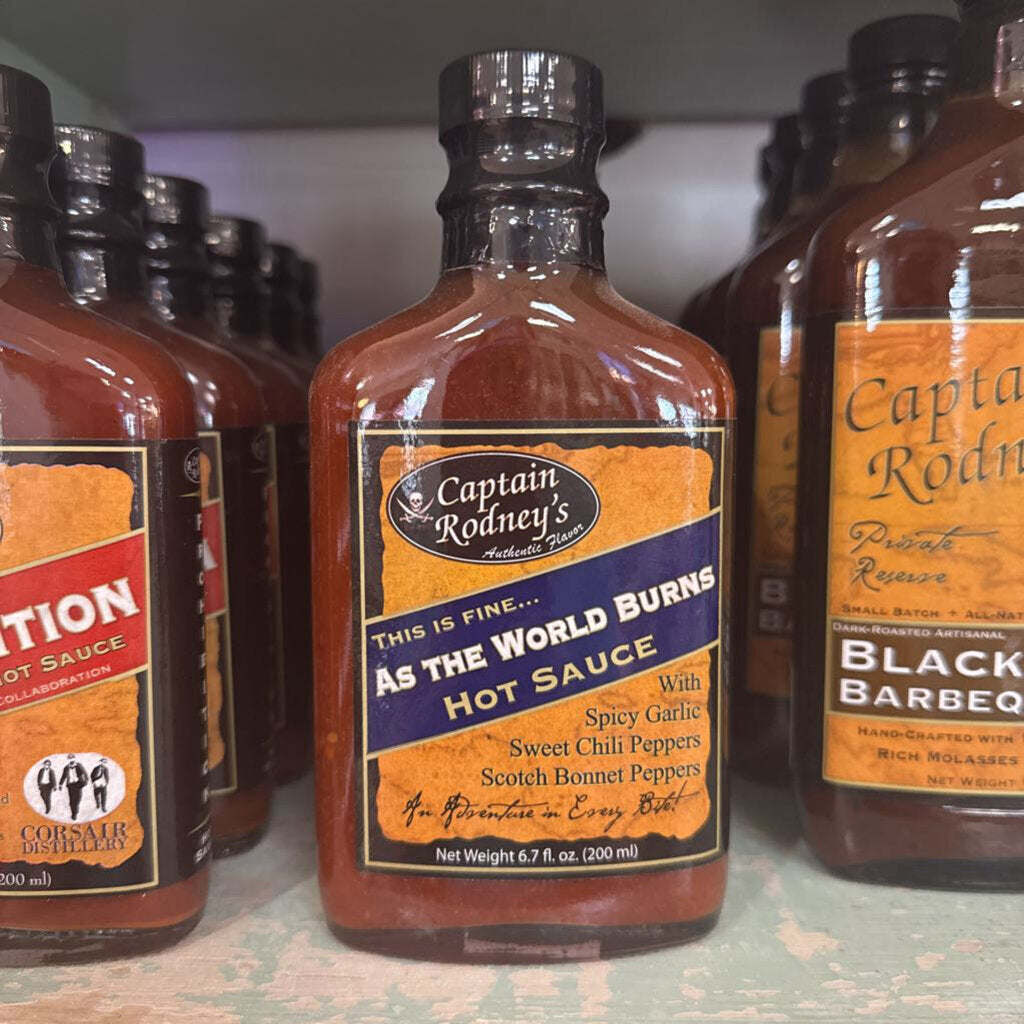 Captain
Rodney's
Authentic Flavor
THIS IS FINE...
AS THE WORLD BURNS
HOT SAUCE
With
Spicy Garlic
Sweet Chili Peppers
Scotch Bonnet Peppers
An Adventure in Every Bite!
Net Weight 6.7 fl. oz. (200 ml)
ITION
HOT SAUCE
COLLABORATION
CORSAIR
DISTILLERY
200 ml)
Capta
Rodn
Private
Reserve
SMALL BATCH + ALL-NAT
DARK-ROASTED ARTISANAL
BLACK
BARBEQ
HAND-CRAFTED WITH
RICH MOLASSES
NET WEIGHT